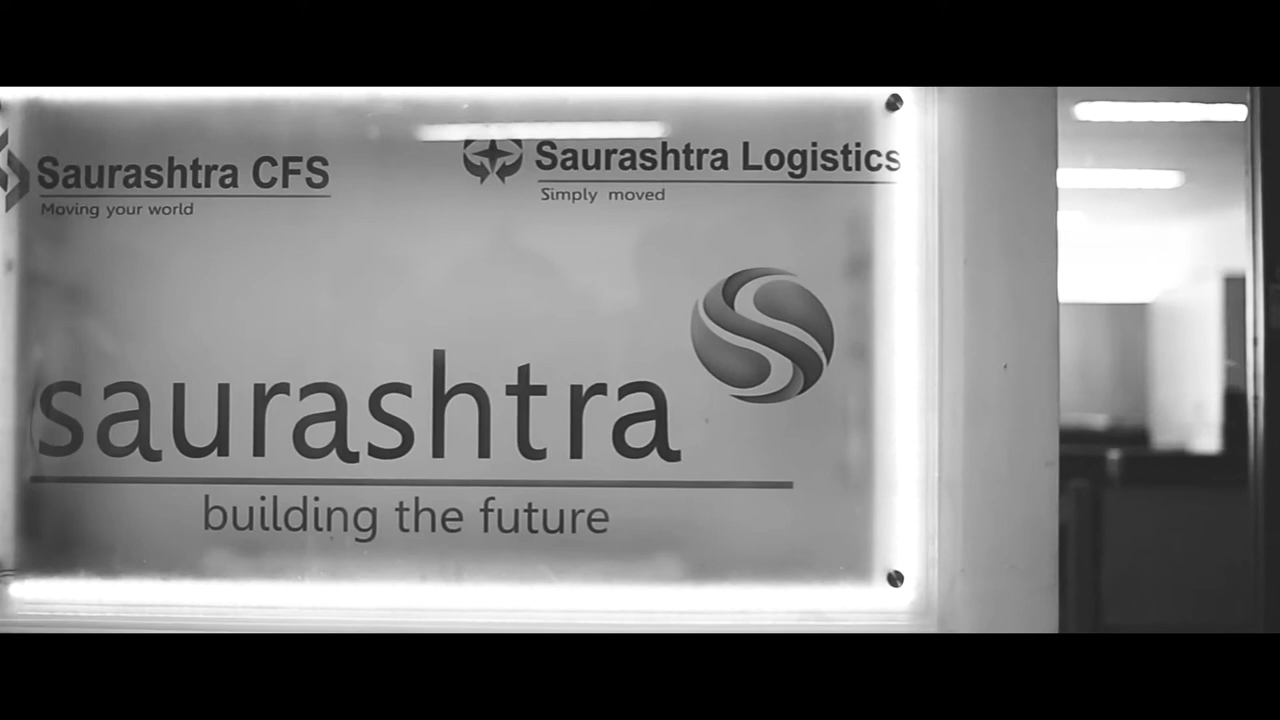 Saurashtra CFS
Moving your world
Saurashtra Logistics
Simply moved
saurashtra
building the future